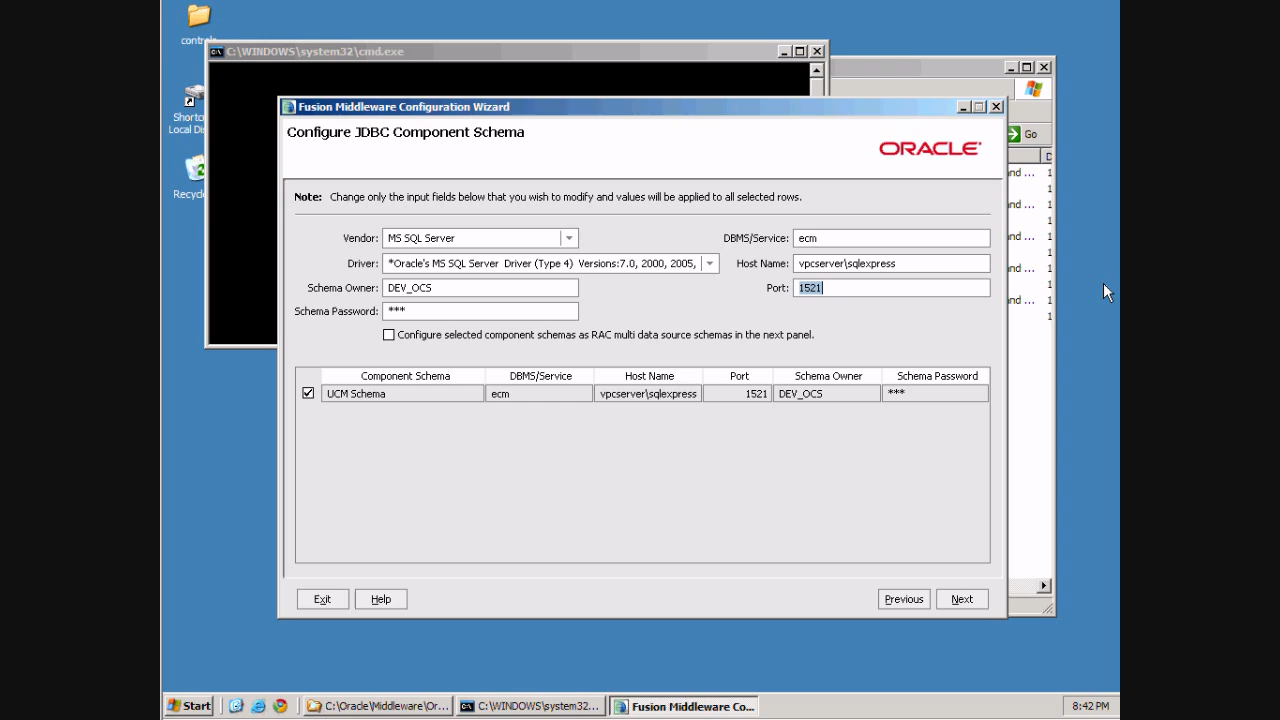 contro
C:\WINDOWS\system32\cmd.exe
Go
Fusion Middleware Configuration Wizard
Configure JDBC Component Schema
ORACLE
Note: Change only the input fields below that you wish to modify and values will be applied to all selected rows.
Vendor: MS SQL Server
DBMS/Service: ecm
Driver: *Oracle's MS SQL Server Driver (Type 4) Versions:7.0, 2000, 2005,
Host Name: vpcserver\sqlexpress
Schema Owner: DEV_OCS
Port: 1521
Schema Password: ***
Configure selected component schemas as RAC multi data source schemas in the next panel.
Component Schema DBMS/Service Host Name Port Schema Owner Schema Password
UCM Schema ecm vpcserver\sqlexpress 1521 DEV_OCS ***
Exit Help Previous Next
Shortc
Local Di
Recycl
Start C:\Oracle\Middleware\Or... C:\WINDOWS\system32... Fusion Middleware Co... 8:42 PM